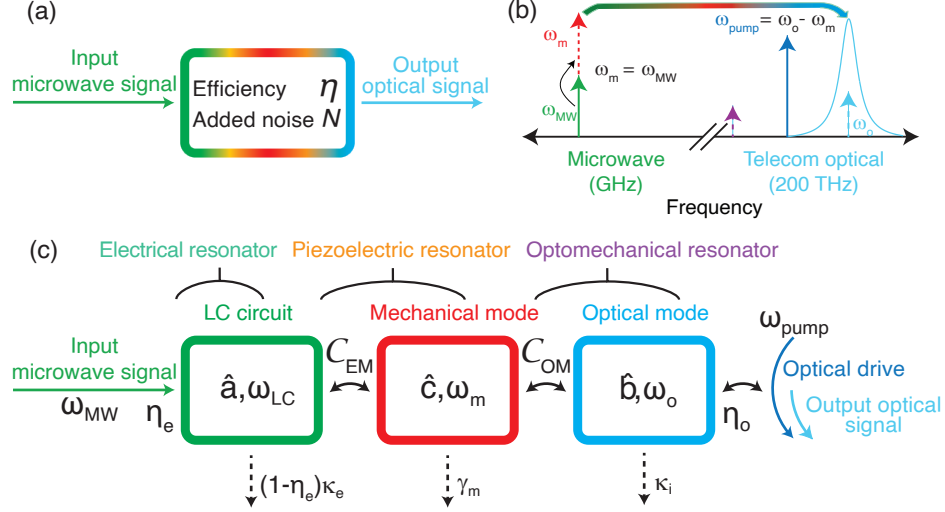 (a)
Input
microwave signal
Efficiency η
Added noise N
Output
optical signal
(b)
ω_m
ω_pump = ω_o - ω_m
ω_m = ω_MW
ω_MW
ω_o
Microwave
(GHz)
Telecom optical
(200 THz)
Frequency
(c)
Electrical resonator
Piezoelectric resonator
Optomechanical resonator
LC circuit
Mechanical mode
Optical mode
Input
microwave signal
ω_MW
η_e
â,ω_LC
C_EM
ĉ,ω_m
C_OM
b̂,ω_o
η_o
ω_pump
Optical drive
Output optical
signal
(1-η_e)κ_e
γ_m
κ_i